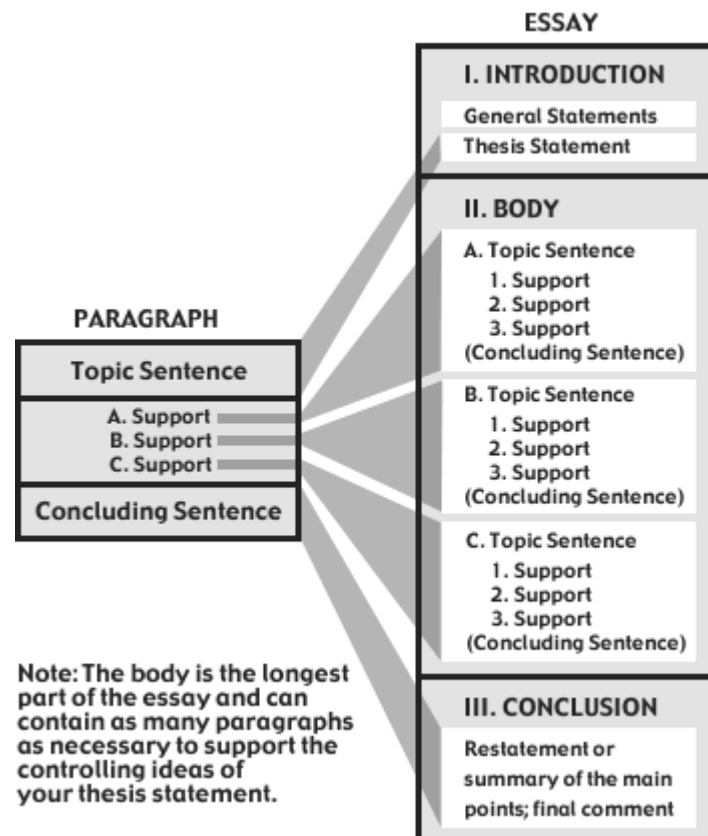 PARAGRAPH
Topic Sentence
A. Support
B. Support
C. Support
Concluding Sentence
Note: The body is the longest
part of the essay and can
contain as many paragraphs
as necessary to support the
controlling ideas of
your thesis statement.
ESSAY
I. INTRODUCTION
General Statements
Thesis Statement
II. BODY
A. Topic Sentence
1. Support
2. Support
3. Support
(Concluding Sentence)
B. Topic Sentence
1. Support
2. Support
3. Support
(Concluding Sentence)
C. Topic Sentence
1. Support
2. Support
3. Support
(Concluding Sentence)
III. CONCLUSION
Restatement or
summary of the main
points; final comment